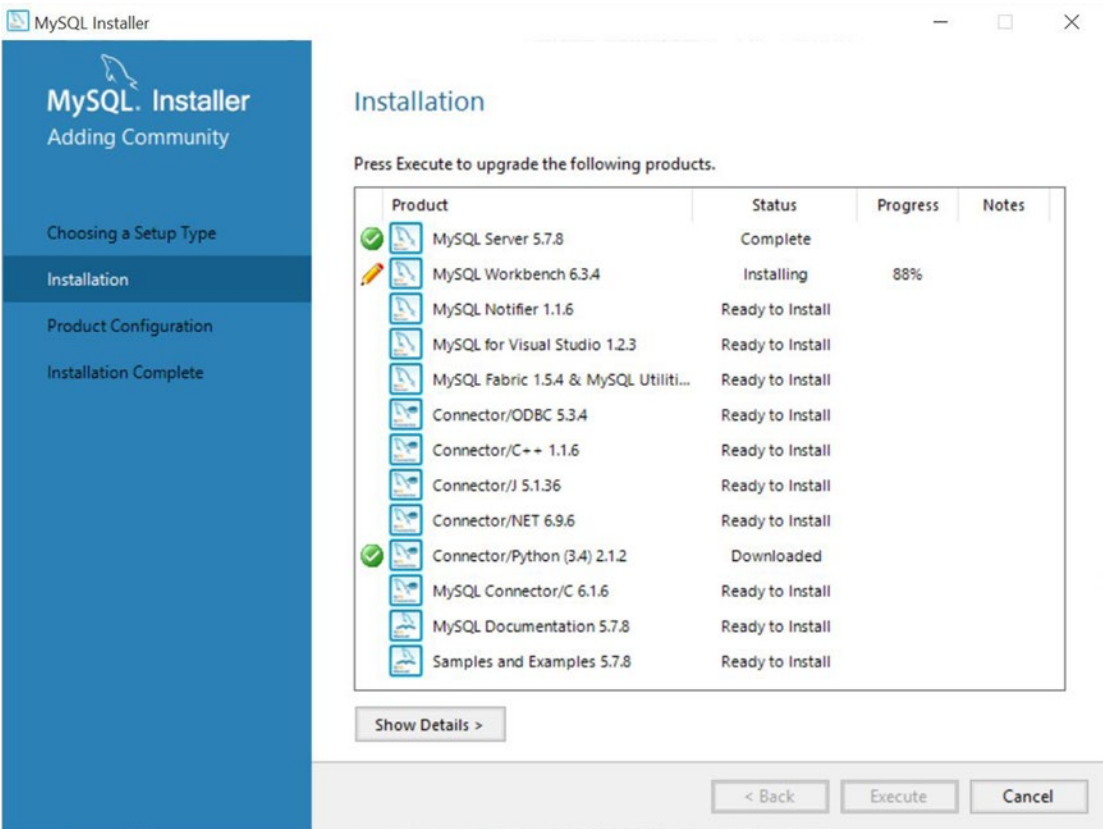 MySQL Installer
MySQL. Installer
Adding Community
Choosing a Setup Type
Installation
Product Configuration
Installation Complete
Installation
Press Execute to upgrade the following products.
Product Status Progress Notes
MySQL Server 5.7.8 Complete
MySQL Workbench 6.3.4 Installing 88%
MySQL Notifier 1.1.6 Ready to Install
MySQL for Visual Studio 1.2.3 Ready to Install
MySQL Fabric 1.5.4 & MySQL Utiliti... Ready to Install
Connector/ODBC 5.3.4 Ready to Install
Connector/C++ 1.1.6 Ready to Install
Connector/J 5.1.36 Ready to Install
Connector/NET 6.9.6 Ready to Install
Connector/Python (3.4) 2.1.2 Downloaded
MySQL Connector/C 6.1.6 Ready to Install
MySQL Documentation 5.7.8 Ready to Install
Samples and Examples 5.7.8 Ready to Install
Show Details >
< Back Execute Cancel